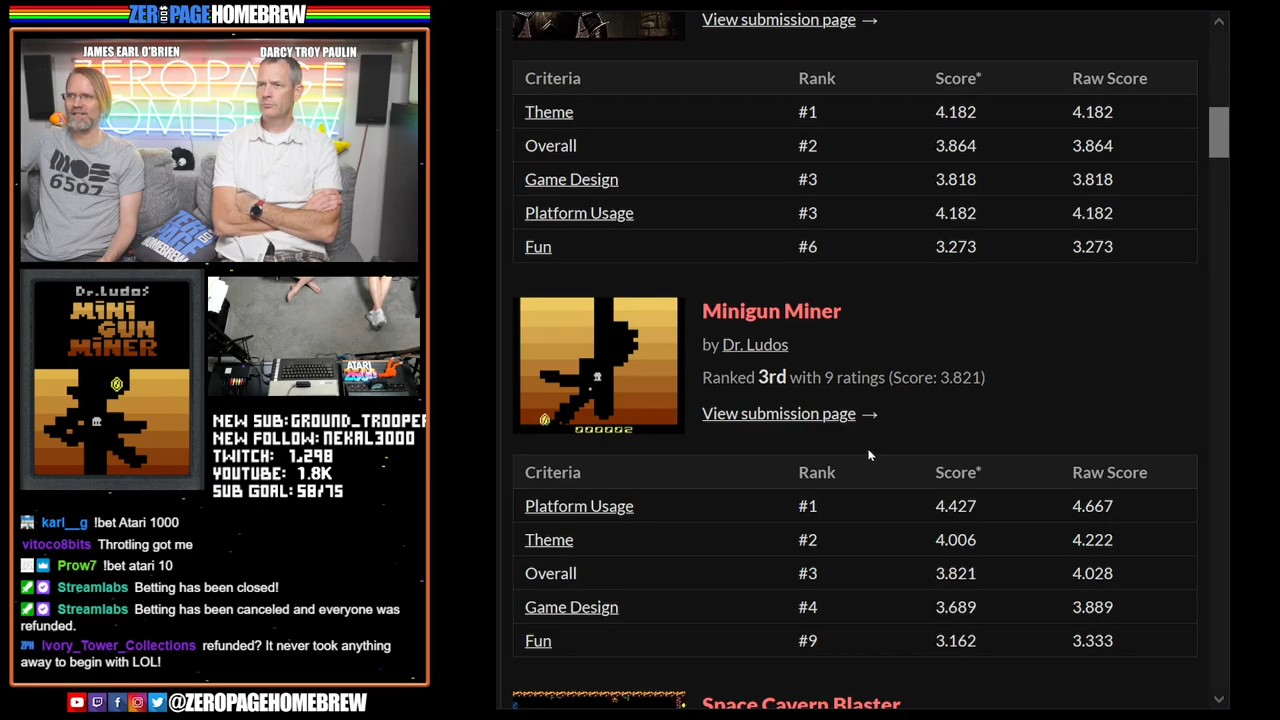 ZEROPAGEHOMEBREW
JAMES EARL O'BRIEN
DARCY TROY PAULIN
ZEROPAGE
HOMEBREW
MOS
6507
ZERO
PAGE
HOMEBREW
Dr.Ludos
MINI
GUN
MINER
ATARI
NEW SUB:GROUND_TROOPER
NEW FOLLOW:NEKAL3000
TWITCH: 1,298
YOUTUBE: 1.8K
SUB GOAL:58/75
karl__g !bet Atari 1000
vitoco8bits Throtling got me
Prow7 !bet atari 10
Streamlabs Betting has been closed!
Streamlabs Betting has been canceled and everyone was
refunded.
Ivory_Tower_Collections refunded? It never took anything
away to begin with LOL!
@ZEROPAGEHOMEBREW
View submission page →
Criteria Rank Score* Raw Score
Theme #1 4.182 4.182
Overall #2 3.864 3.864
Game Design #3 3.818 3.818
Platform Usage #3 4.182 4.182
Fun #6 3.273 3.273
000002
Minigun Miner
by Dr. Ludos
Ranked 3rd with 9 ratings (Score: 3.821)
View submission page →
Criteria Rank Score* Raw Score
Platform Usage #1 4.427 4.667
Theme #2 4.006 4.222
Overall #3 3.821 4.028
Game Design #4 3.689 3.889
Fun #9 3.162 3.333
Space Cavern Blaster